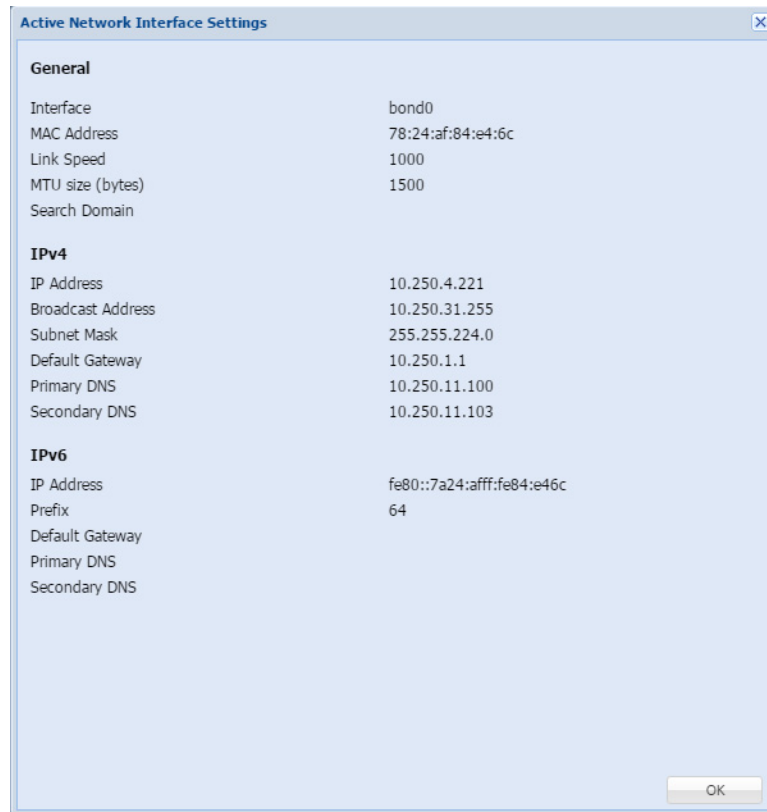 Active Network Interface Settings
General
Interface bond0
MAC Address 78:24:af:84:e4:6c
Link Speed 1000
MTU size (bytes) 1500
Search Domain
IPv4
IP Address 10.250.4.221
Broadcast Address 10.250.31.255
Subnet Mask 255.255.224.0
Default Gateway 10.250.1.1
Primary DNS 10.250.11.100
Secondary DNS 10.250.11.103
IPv6
IP Address fe80::7a24:afff:fe84:e46c
Prefix 64
Default Gateway
Primary DNS
Secondary DNS
OK